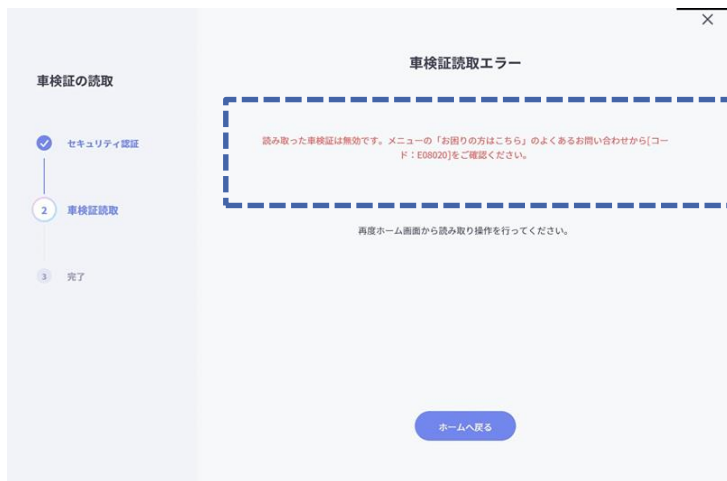 車検証の読取
セキュリティ認証
2 車検証読取
3 完了
×
車検証読取エラー
読み取った車検証は無効です。メニューの「お困りの方はこちら」のよくあるお問い合わせから[コー
ド：E08020]をご確認ください。
再度ホーム画面から読み取り操作を行ってください。
ホームへ戻る